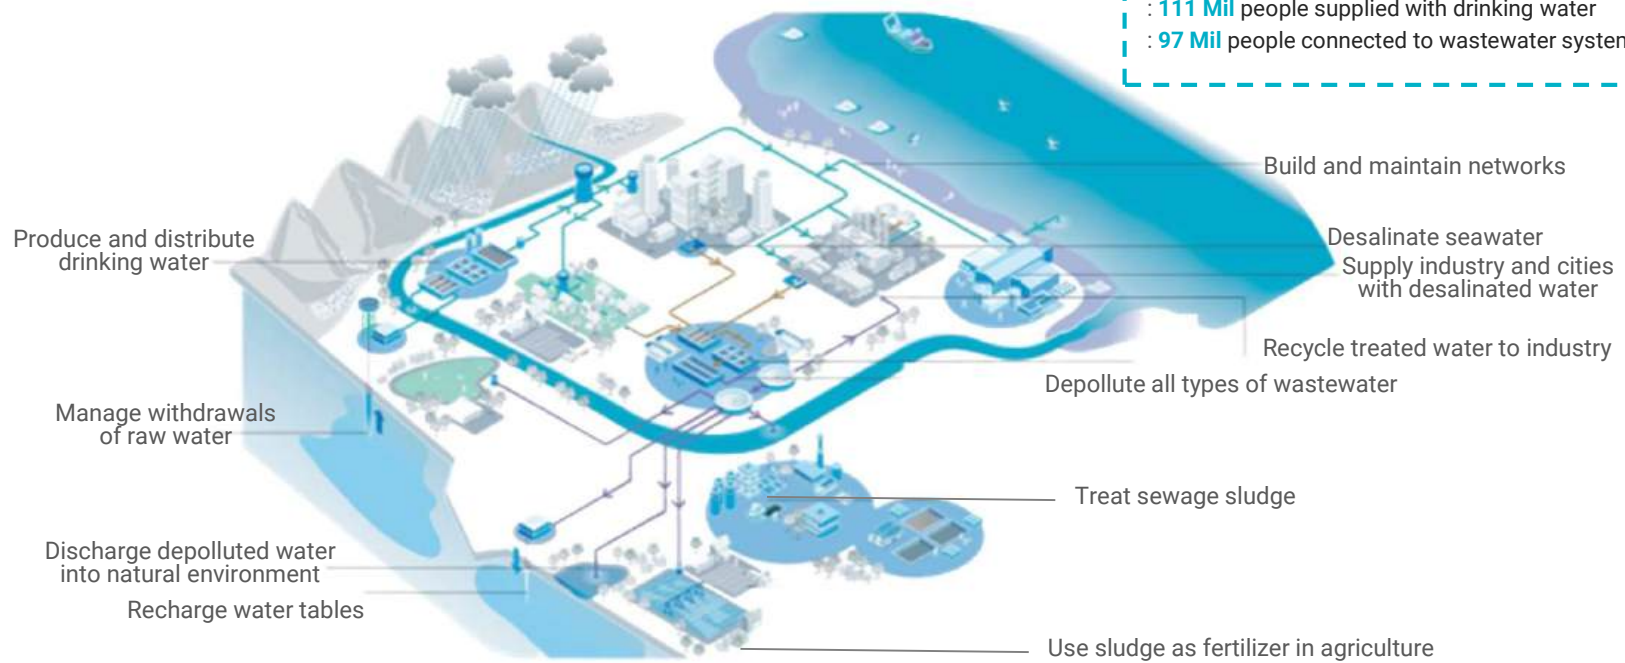 : 111 Mil people supplied with drinking water
: 97 Mil people connected to wastewater
Build and maintain networks
Produce and distribute
drinking water
Desalinate seawater
Supply industry and cities
with desalinated water
Recycle treated water to industry
Depollute all types of wastewater
Manage withdrawals
of raw water
Treat sewage sludge
Discharge depolluted water
into natural environment
Recharge water tables
Use sludge as fertilizer in agriculture